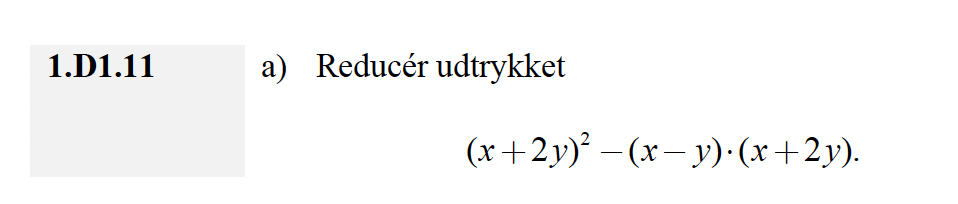 1.D1.11 a) Reducér udtrykket
(x+2y)² −(x−y)·(x+2y).